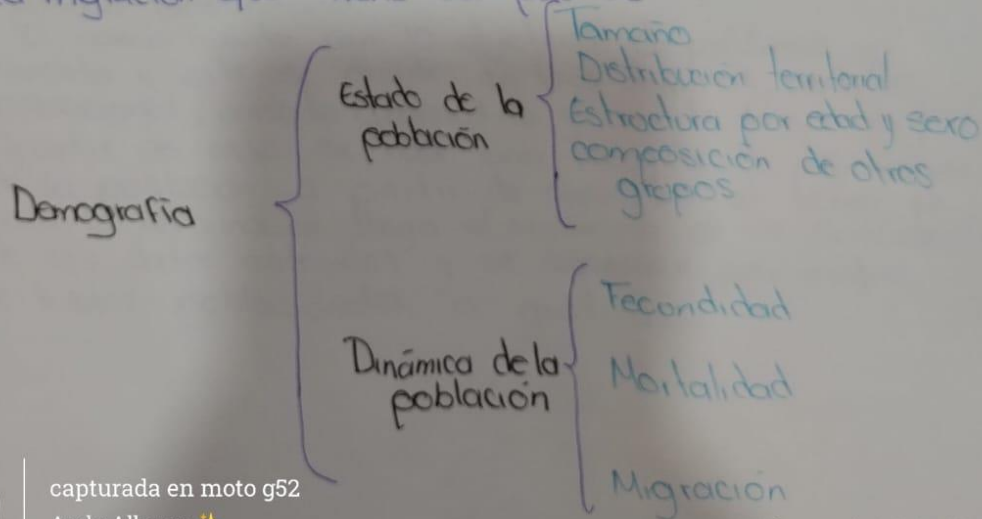 Demografía
Estado de la
población
Tamaño
Distribución territorial
Estructura por edad y sexo
composición de otros
grupos
Dinámica de la
población
Fecundidad
Mortalidad
Migración
capturada en moto g52